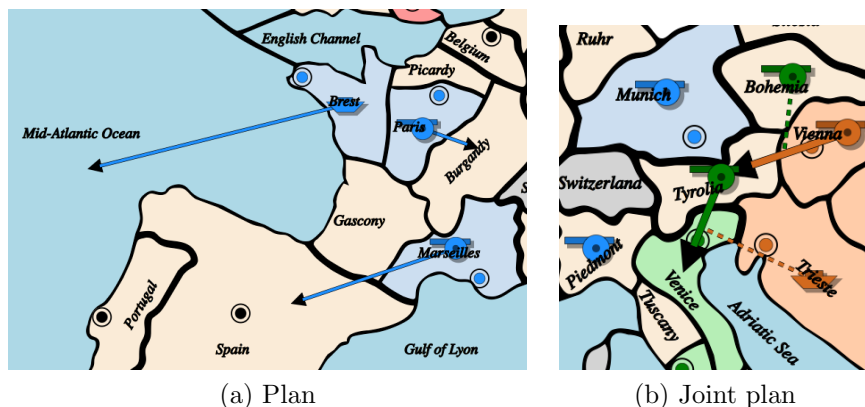 English Channel
Belgium
Picardy
Brest
Mid-Atlantic Ocean
Paris
Burgandy
Gascony
Marseilles
Portugal
Spain
Gulf of Lyon
(a) Plan
Ruhr
Bohemia
Munich
Vienna
Switzerland
Tyrolia
Piedmont
Venice
Trieste
Tuscany
Adriatic Sea
(b) Joint plan